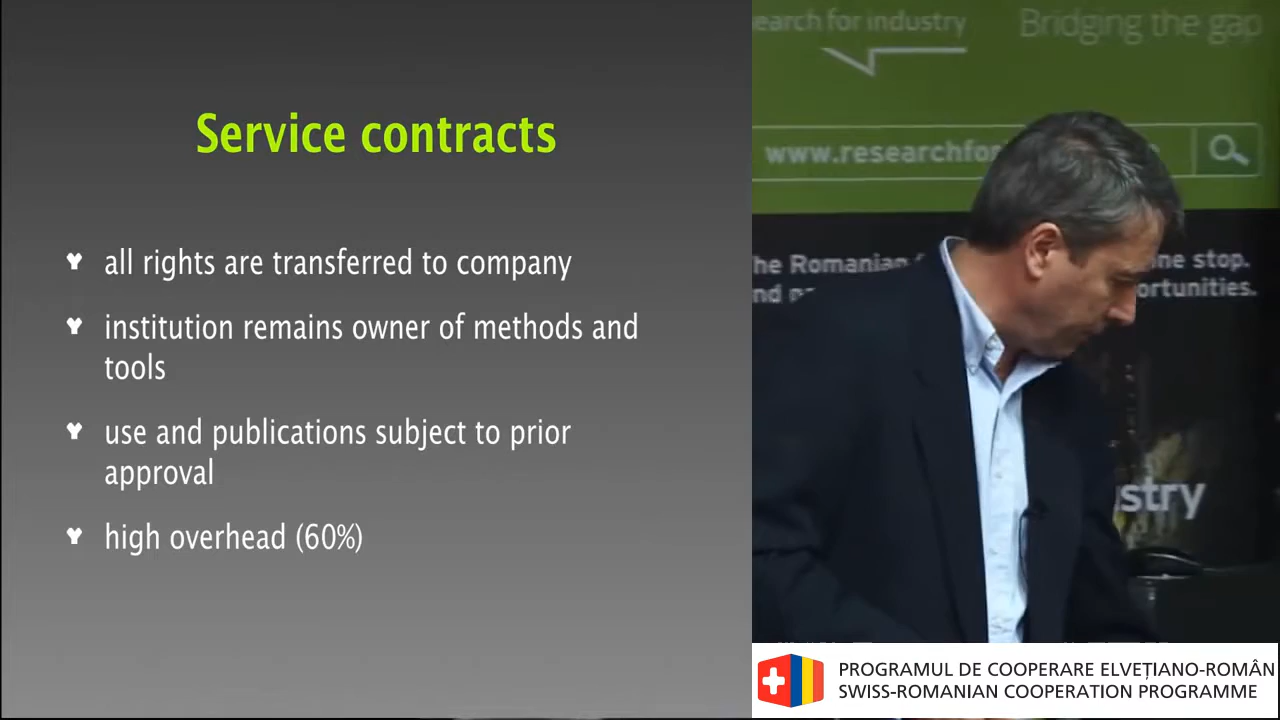 Service contracts
all rights are transferred to company
institution remains owner of methods and
tools
use and publications subject to prior
approval
high overhead (60%)
earch for industry
Bridging the gap
www.researchfor
he Romanian
one stop.
nd
ortunities.
stry
PROGRAMUL DE COOPERARE ELVEȚIANO-ROMÂN
SWISS-ROMANIAN COOPERATION PROGRAMME